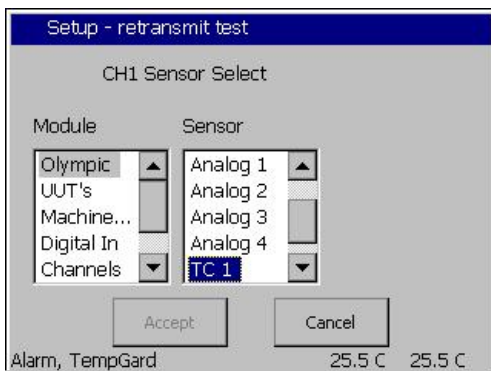 Setup - retransmit test
CH1 Sensor Select
Module Sensor
Olympic Analog 1
UUT's Analog 2
Machine... Analog 3
Digital In Analog 4
Channels TC 1
Accept Cancel
Alarm, TempGard 25.5 C 25.5 C